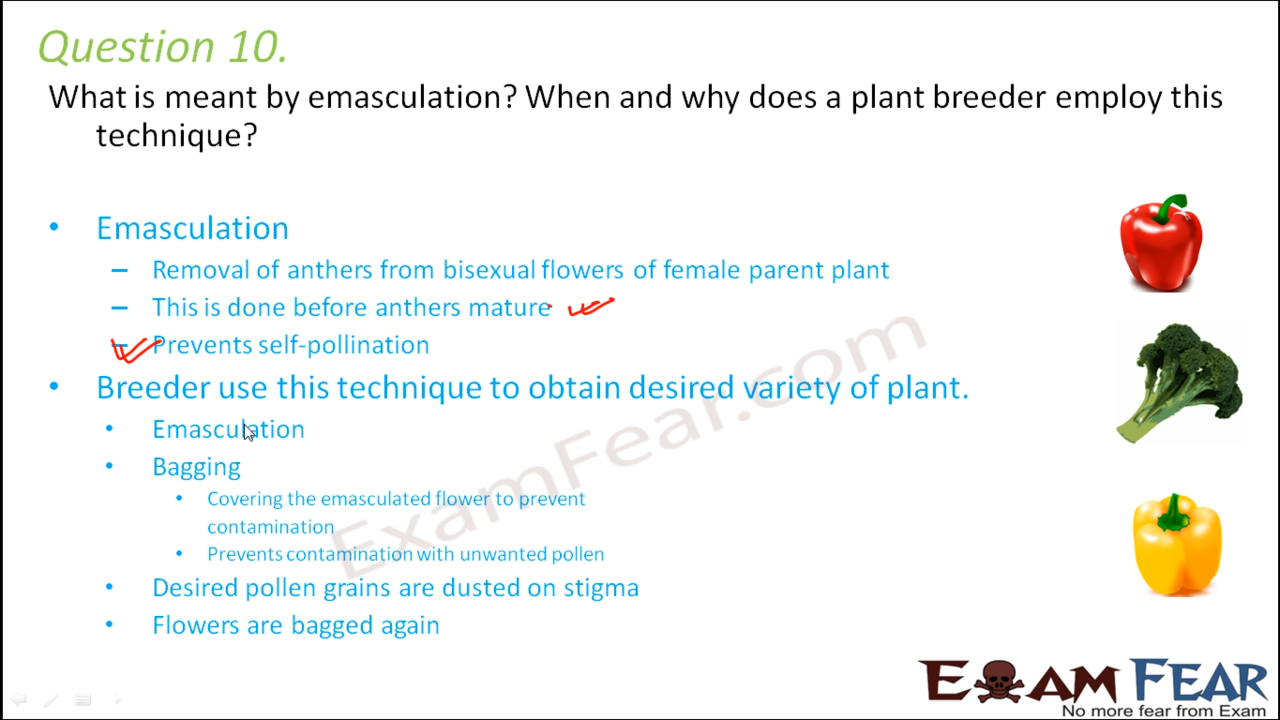 Question 10.
What is meant by emasculation? When and why does a plant breeder employ this
technique?
• Emasculation
– Removal of anthers from bisexual flowers of female parent plant
– This is done before anthers mature
– Prevents self-pollination
• Breeder use this technique to obtain desired variety of plant.
• Emasculation
• Bagging
• Covering the emasculated flower to prevent
contamination
• Prevents contamination with unwanted pollen
• Desired pollen grains are dusted on stigma
• Flowers are bagged again
ExamFear.com
EXAM FEAR
No more fear from Exam